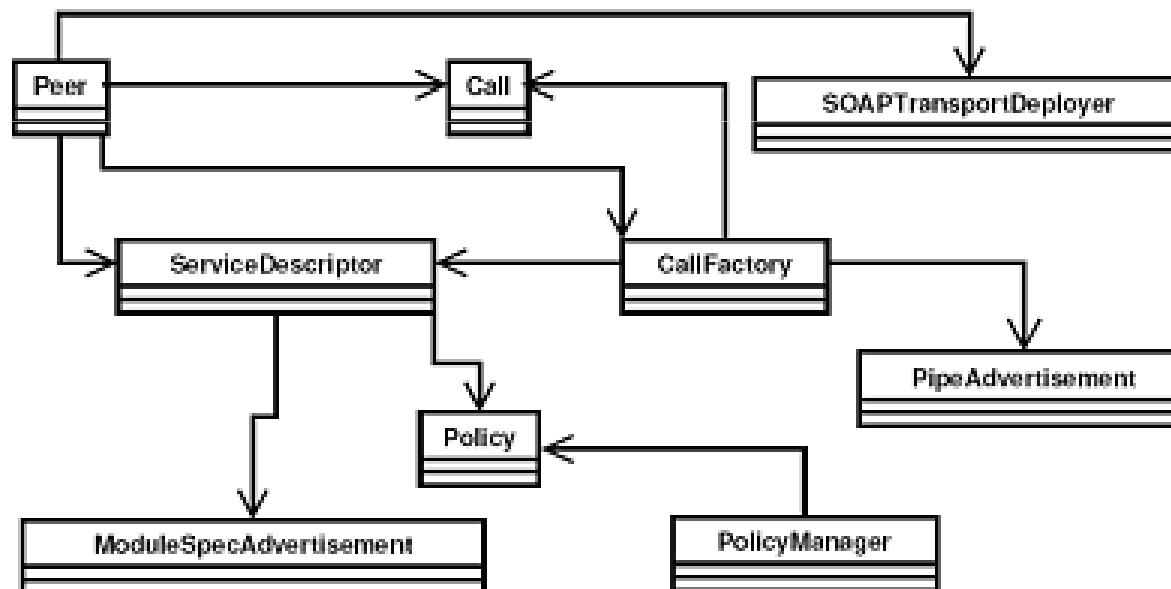 Peer
Call
SOAPTransportDeployer
ServiceDescriptor
CallFactory
PipeAdvertisement
Policy
ModuleSpecAdvertisement
PolicyManager